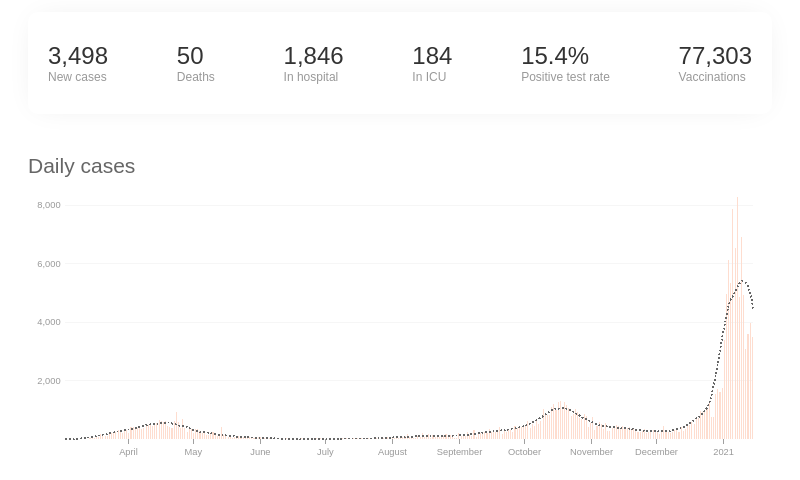 3,498 50 1,846 184 15.4% 77,303
New cases Deaths In hospital In ICU Positive test rate Vaccinations
Daily cases
8,000
6,000
4,000
2,000
April May June July August September October November December 2021